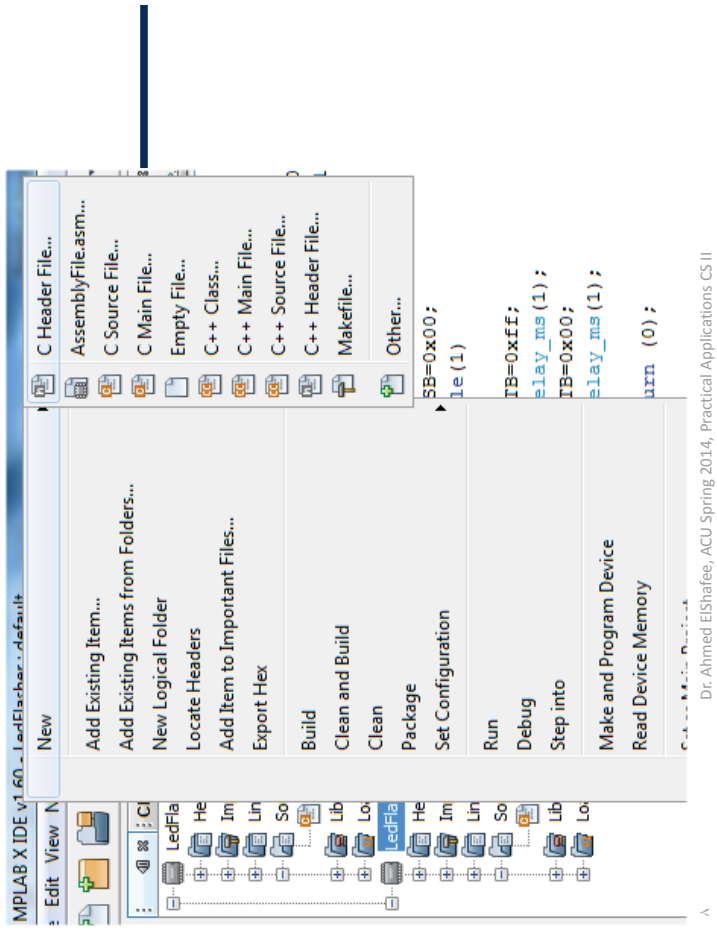 MPLAB X IDE v1.60 - LedFlasher : default
Edit View N
New
Add Existing Item...
Add Existing Items from Folders...
New Logical Folder
Locate Headers
Add Item to Important Files...
Export Hex
Build
Clean and Build
Clean
Package
Set Configuration
Run
Debug
Step into
Make and Program Device
Read Device Memory
C Header File...
AssemblyFile.asm...
C Source File...
C Main File...
Empty File...
C++ Class...
C++ Main File...
C++ Source File...
C++ Header File...
Makefile...
Other...
LedFla
He
Im
Lin
So
Lib
Loa
LedFla
He
Im
Lin
So
Lib
Loa
SB=0x00;
le(1)
TB=0xff;
elay_ms(1);
TB=0x00;
elay_ms(1);
urn (0);
Dr. Ahmed ElShafee, ACU Spring 2014, Practical Applications CS II
٨